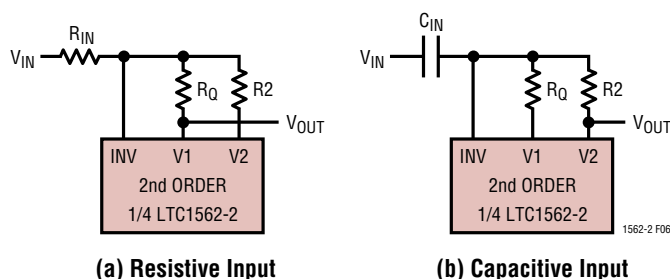 R_IN
V_IN
R_Q
R2
V_OUT
INV V1 V2
2nd ORDER
1/4 LTC1562-2
(a) Resistive Input
C_IN
V_IN
R_Q
R2
V_OUT
INV V1 V2
2nd ORDER
1/4 LTC1562-2
1562-2 F06
(b) Capacitive Input